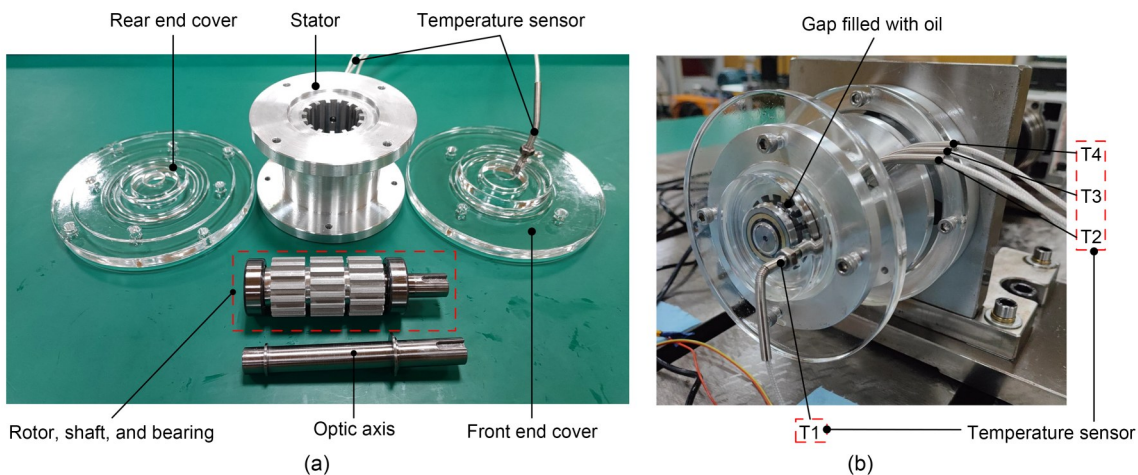 Rear end cover
Stator
Temperature sensor
Gap filled with oil
T4
T3
T2
Rotor, shaft, and bearing
Optic axis
Front end cover
T1
Temperature sensor
(a)
(b)